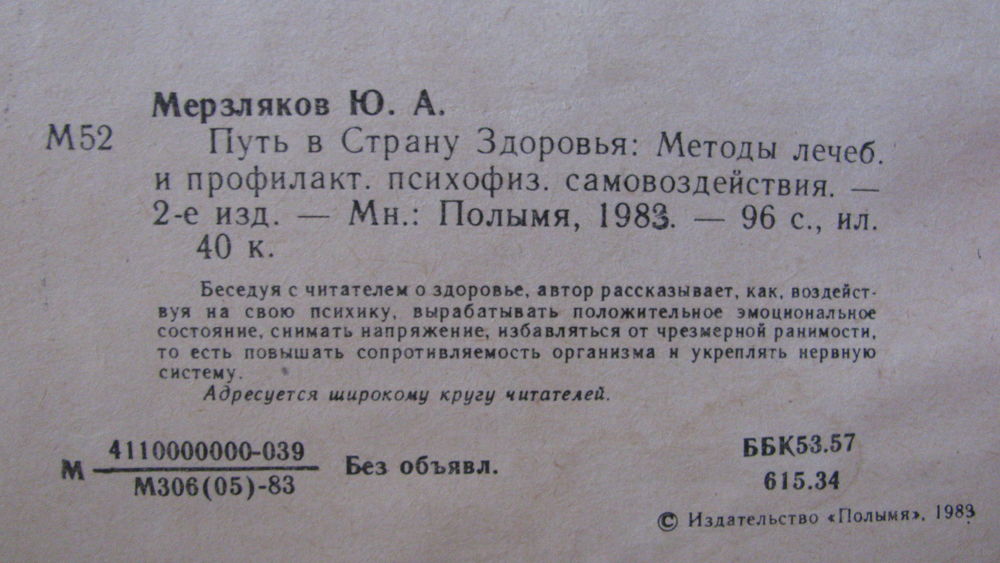 Мерзляков Ю. А.
М52 Путь в Страну Здоровья: Методы лечеб.
и профилакт. психофиз. самовоздействия. —
2-е изд. — Мн.: Полымя, 1983. — 96 с., ил.
40 к.
Беседуя с читателем о здоровье, автор рассказывает, как, воздейст-
вуя на свою психику, вырабатывать положительное эмоциональное
состояние, снимать напряжение, избавляться от чрезмерной ранимости,
то есть повышать сопротивляемость организма и укреплять нервную
систему.
Адресуется широкому кругу читателей.
М 4110000000-039
М306(05)-83
Без объявл.
ББК53.57
615.34
© Издательство «Полымя», 1983